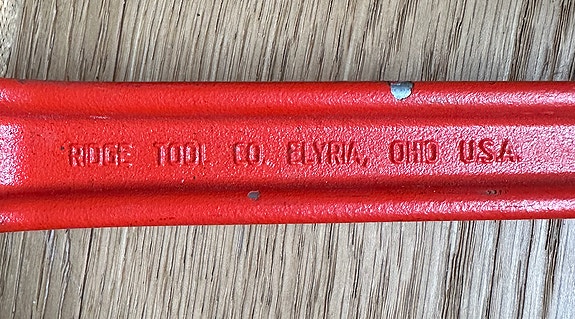 RIDGE TOOL CO. ELYRIA, OHIO U.S.A.